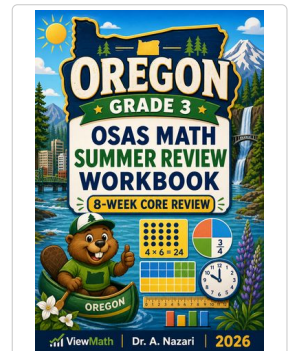 OREGON
GRADE 3
OSAS MATH
SUMMER REVIEW
WORKBOOK
8-WEEK CORE REVIEW
4 × 6 = 24
3
4
OREGON
ViewMath | Dr. A. Nazari | 2026